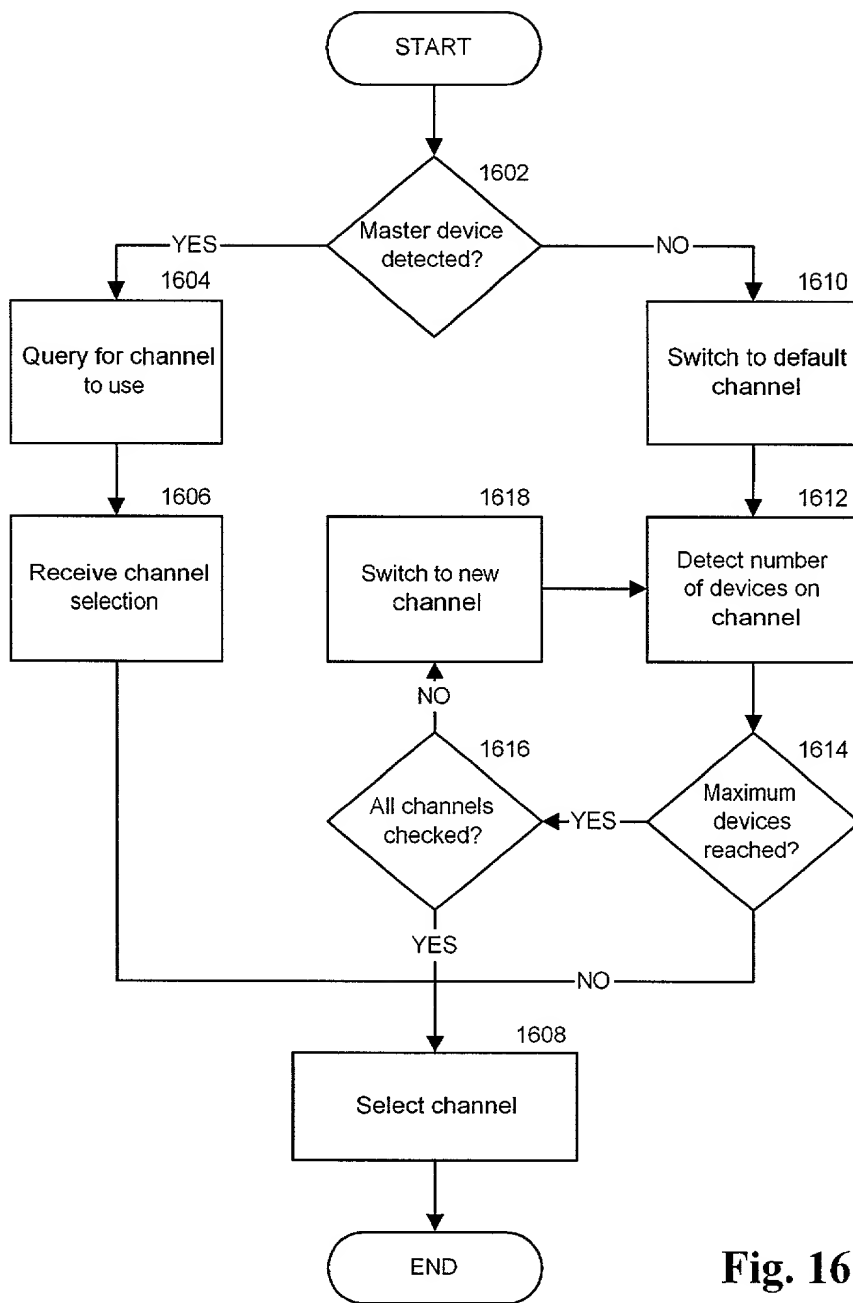 START
1602
Master device
detected?
YES
NO
1604
1610
Query for channel
to use
Switch to default
channel
1606
1618
1612
Receive channel
selection
Switch to new
channel
Detect number
of devices on
channel
NO
1616
1614
All channels
checked?
YES
Maximum
devices
reached?
YES
NO
1608
Select channel
END
Fig. 16